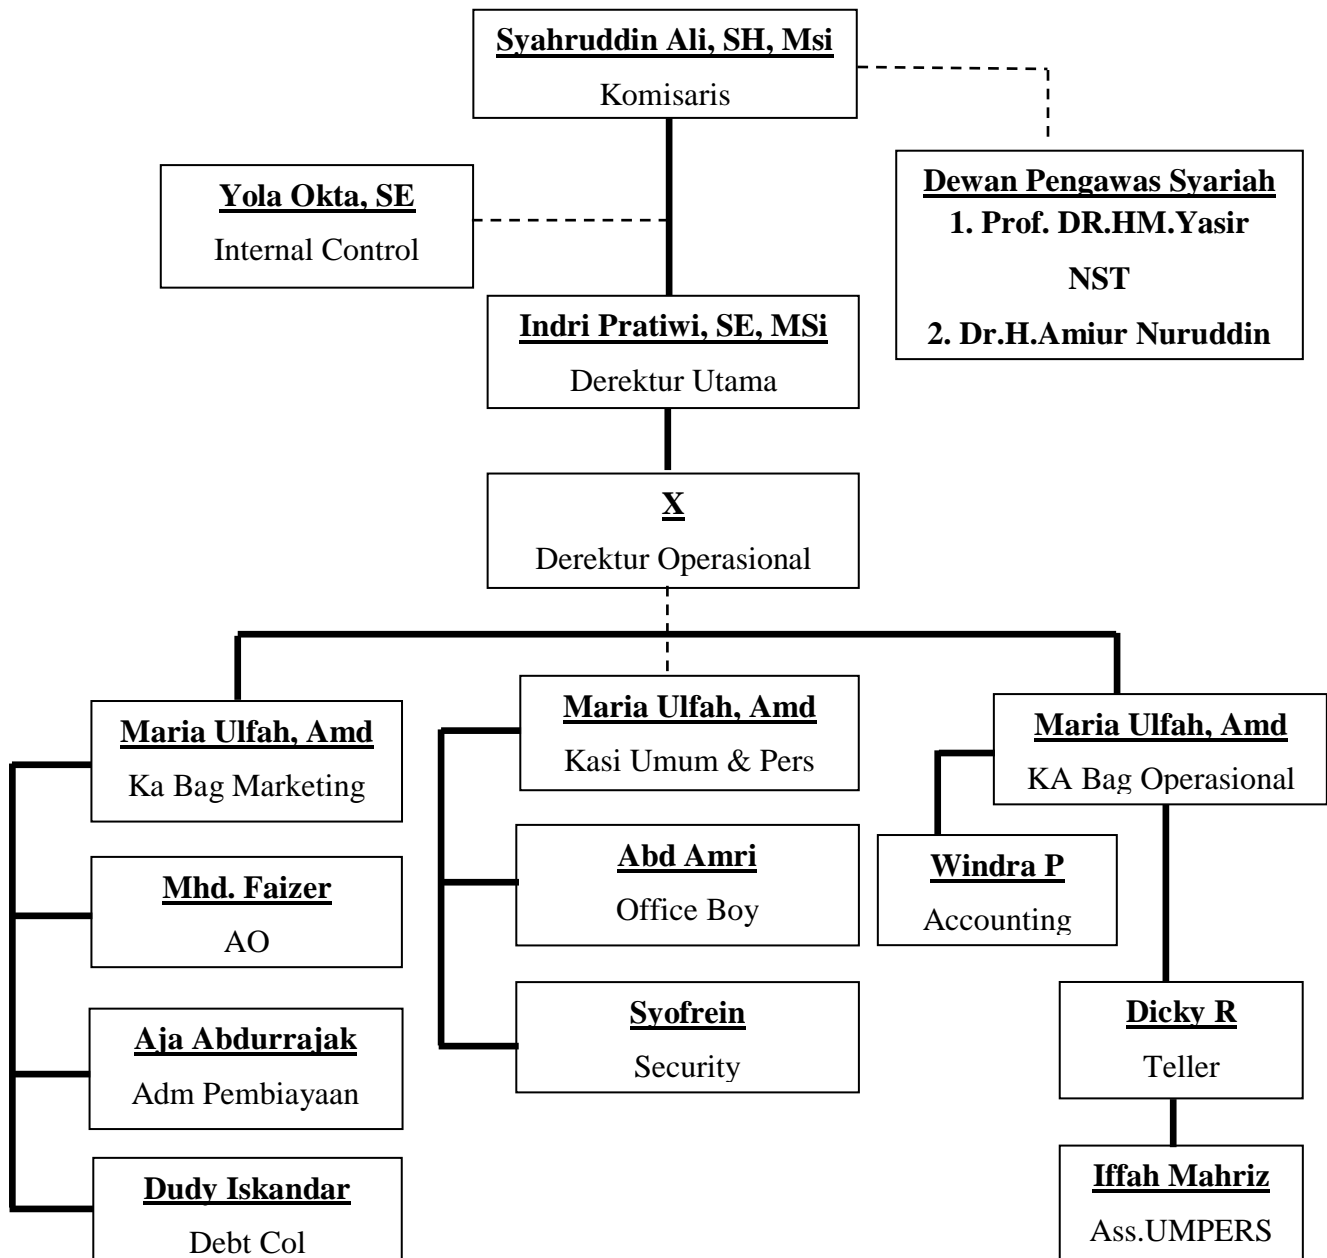 Syahruddin Ali, SH, Msi
Komisaris
Yola Okta, SE
Internal Control
Dewan Pengawas Syariah
1. Prof. DR.HM.Yasir
NST
2. Dr.H.Amiur Nuruddin
Indri Pratiwi, SE, MSi
Derektur Utama
X
Derektur Operasional
Maria Ulfah, Amd
Ka Bag Marketing
Maria Ulfah, Amd
Kasi Umum & Pers
Maria Ulfah, Amd
KA Bag Operasional
Mhd. Faizer
AO
Abd Amri
Office Boy
Windra P
Accounting
Aja Abdurrajak
Adm Pembiayaan
Syofrein
Security
Dicky R
Teller
Dudy Iskandar
Debt Col
Iffah Mahriz
Ass.UMPERS